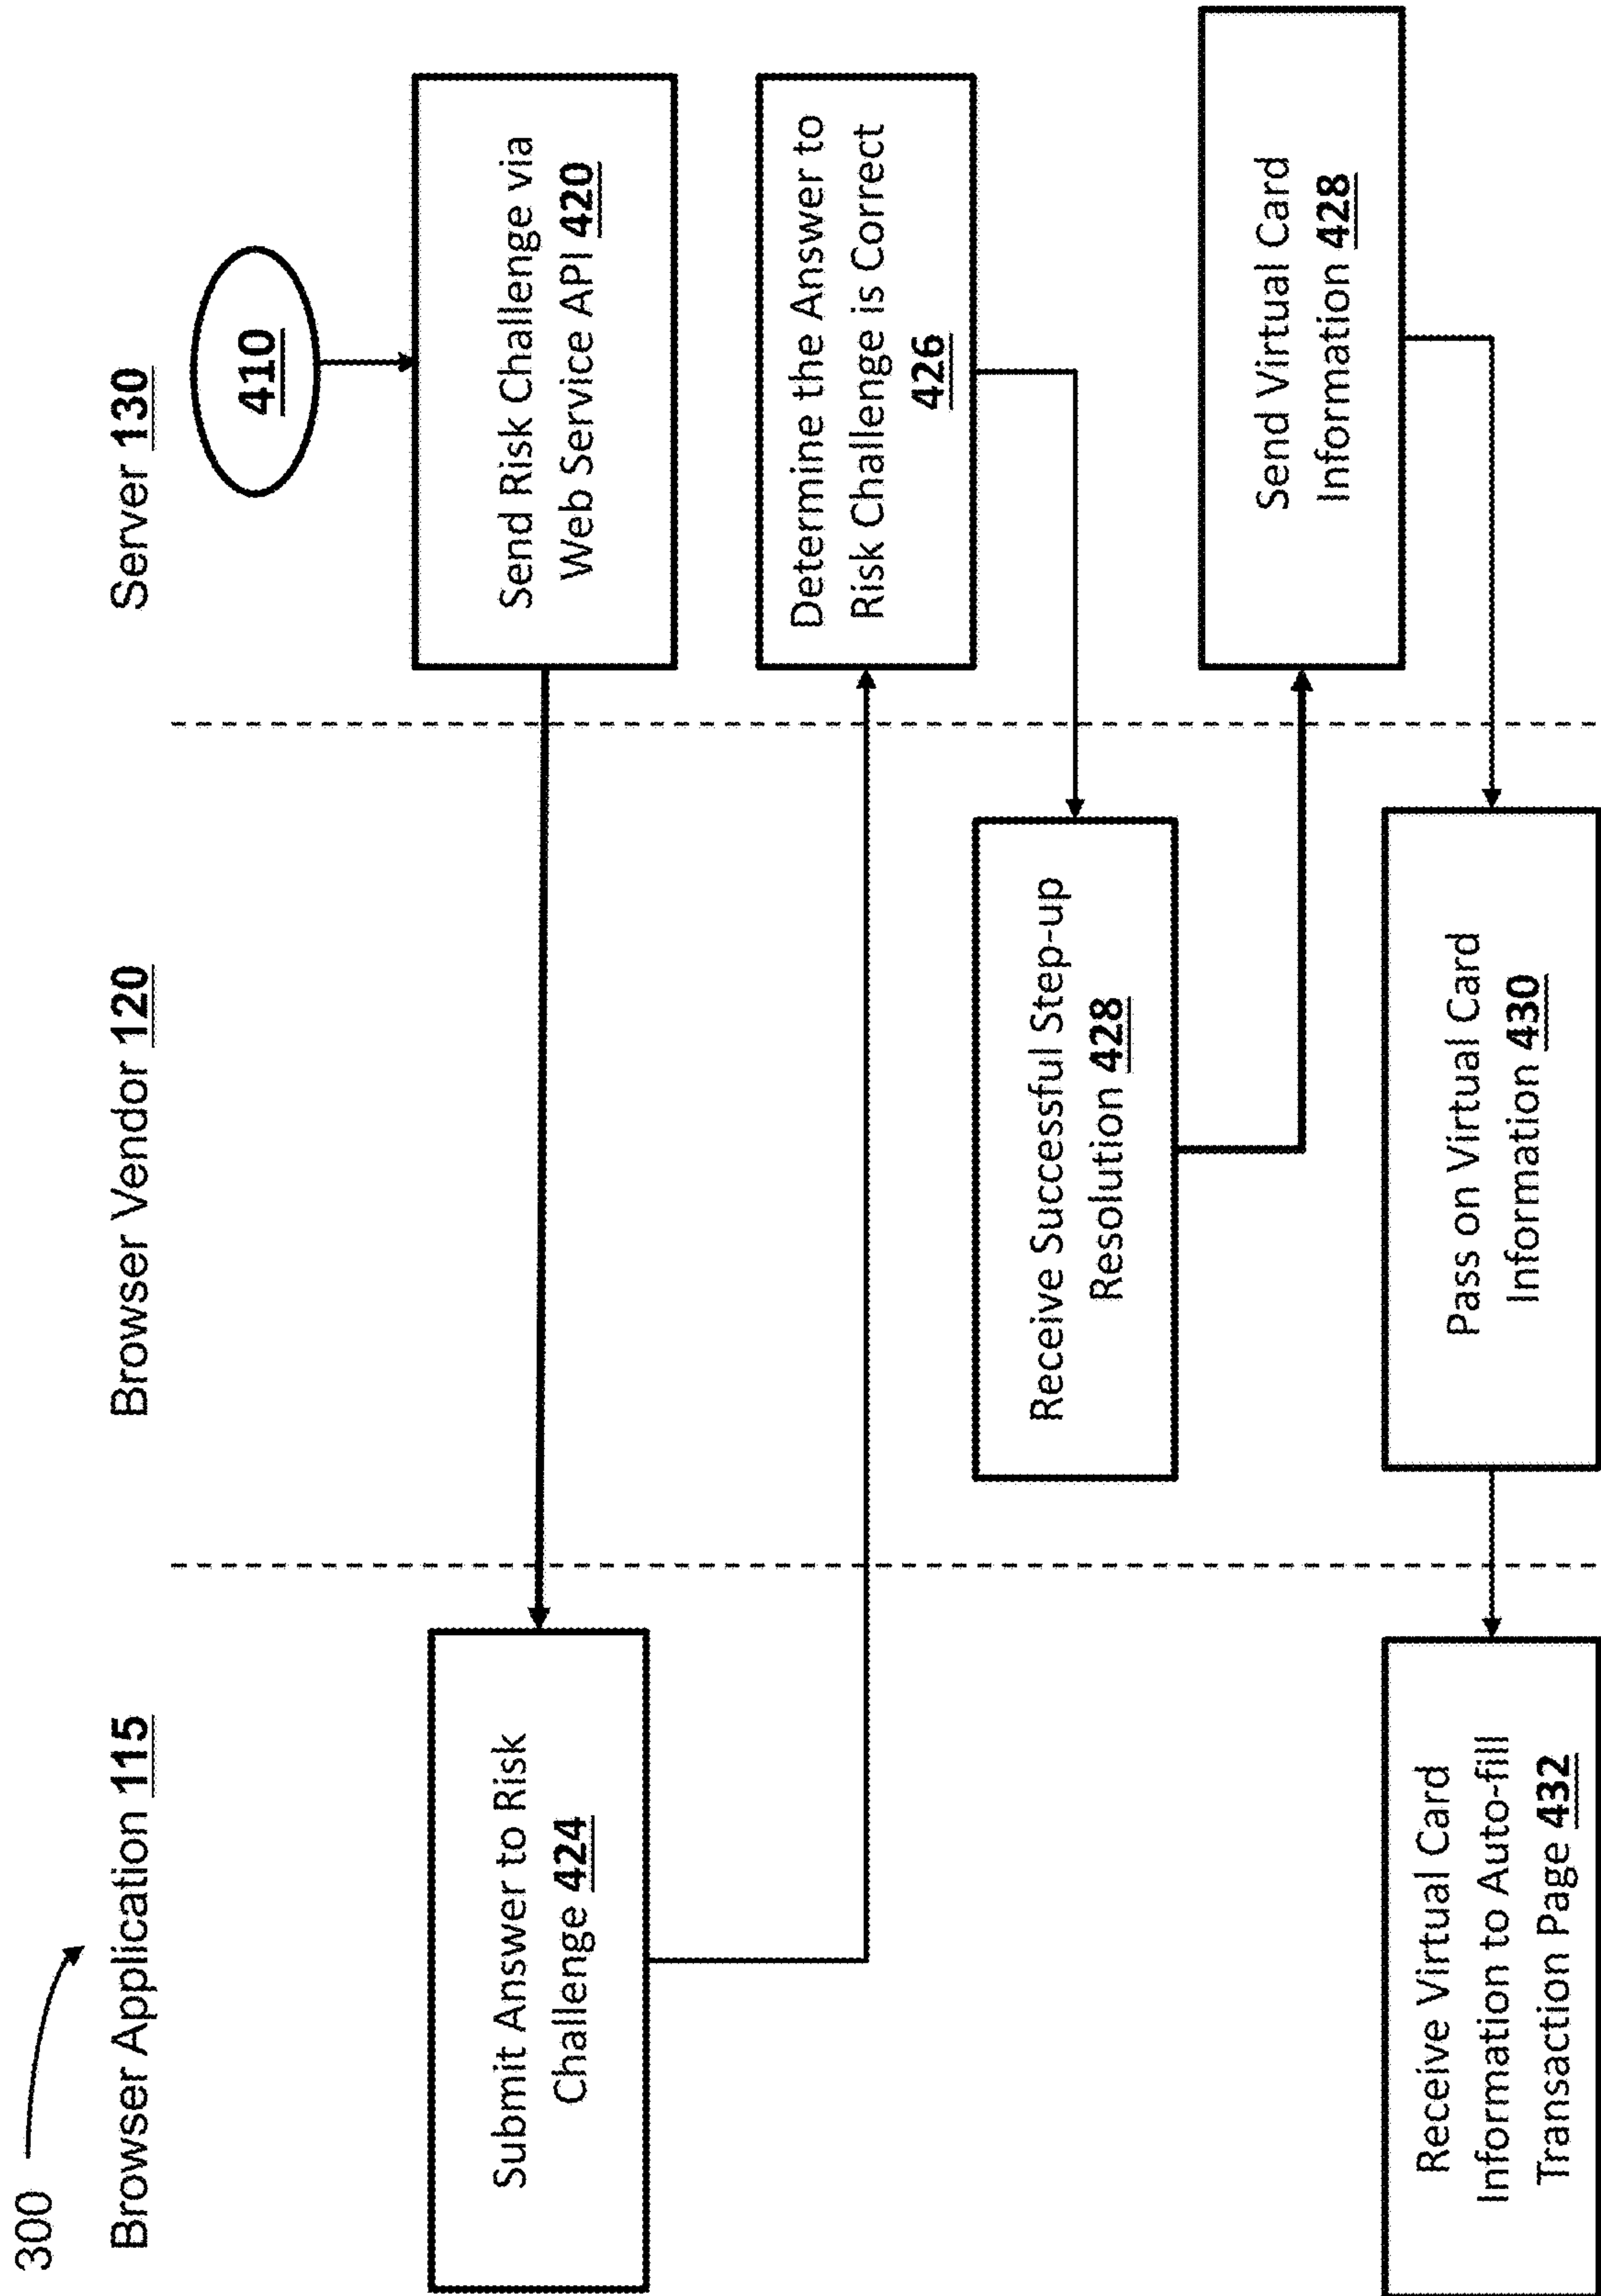 300
Browser Application 115
Browser Vendor 120
Server 130
410
Send Risk Challenge via
Web Service API 420
Submit Answer to Risk
Challenge 424
Determine the Answer to
Risk Challenge is Correct
426
Receive Successful Step-up
Resolution 428
Send Virtual Card
Information 428
Pass on Virtual Card
Information 430
Receive Virtual Card
Information to Auto-fill
Transaction Page 432